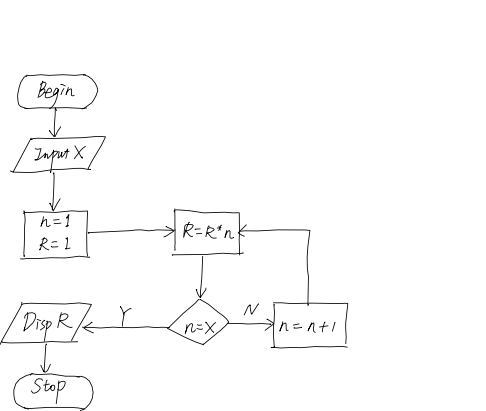 Begin
Input X
n=1
R=1
R=R*n
n=X
Y
N
n=n+1
Disp R
Stop